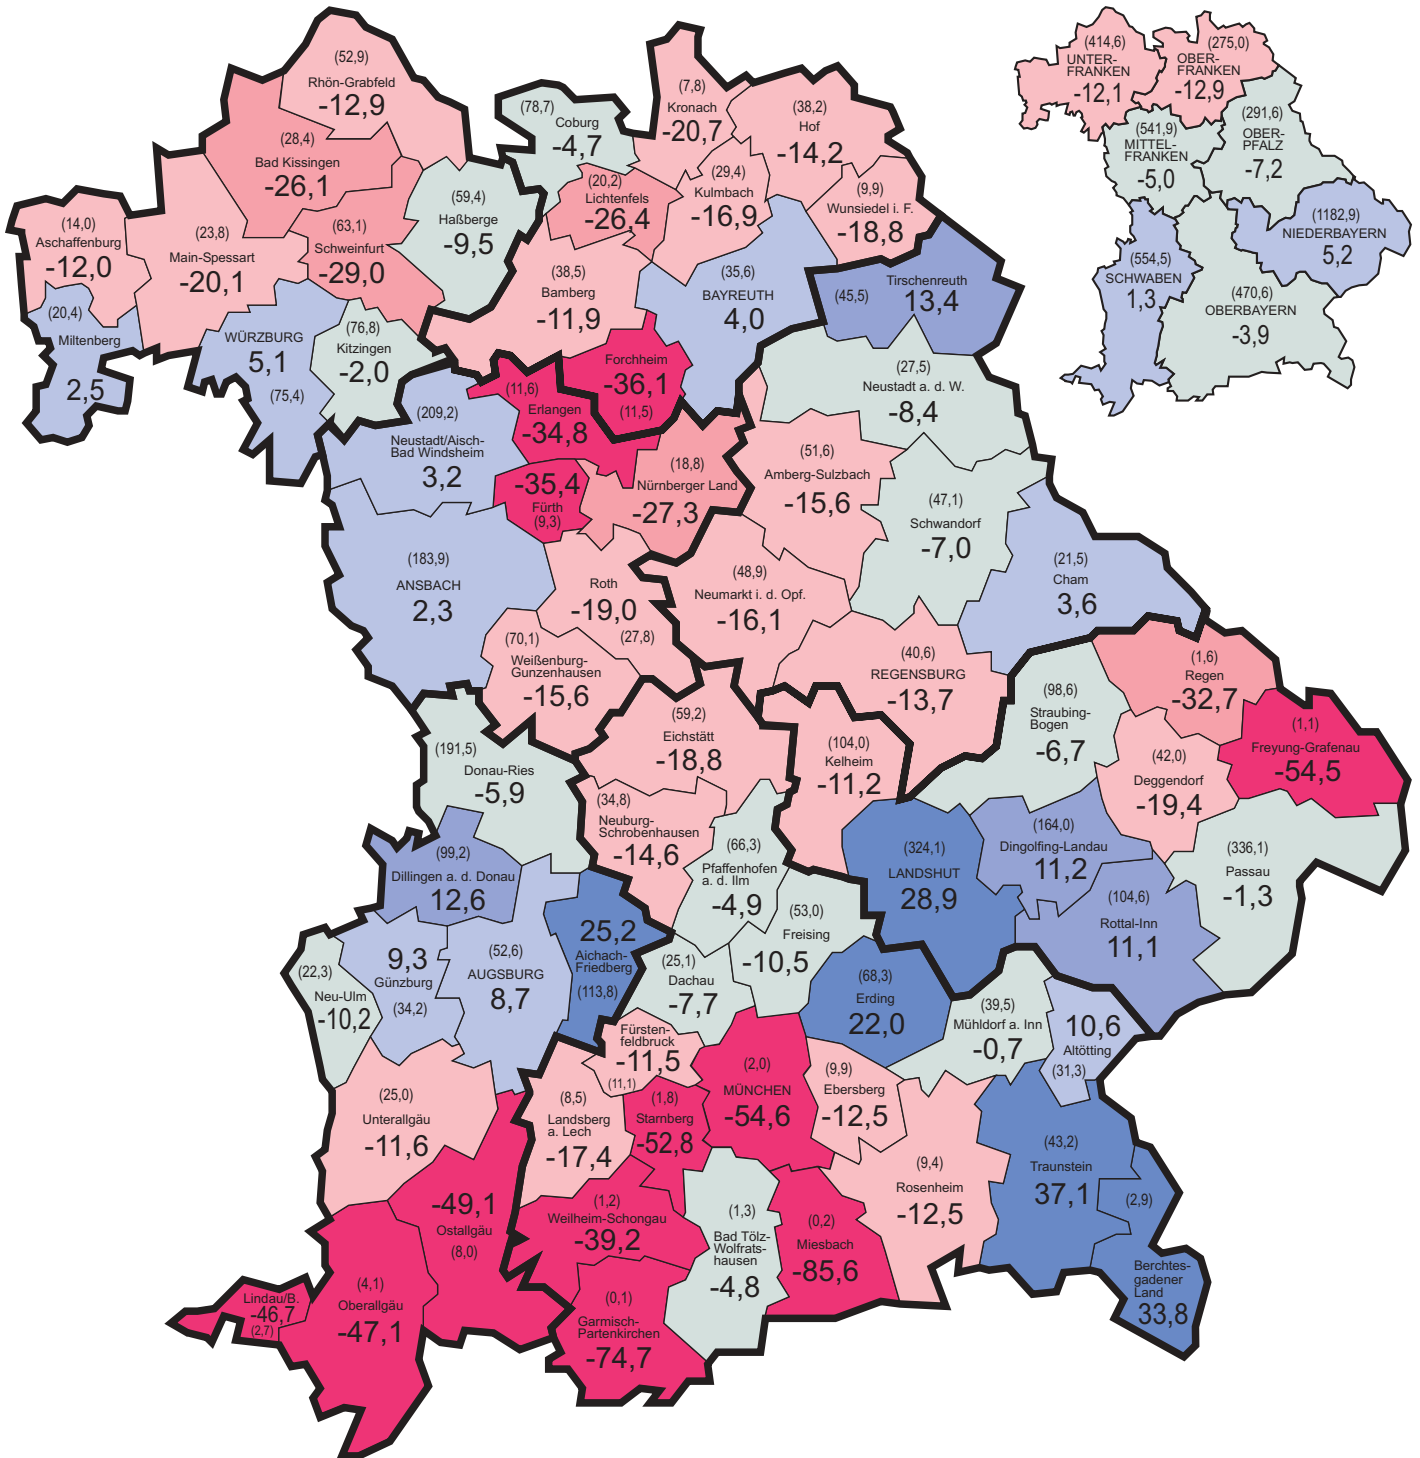 (52,9)
Rhön-Grabfeld
-12,9
(28,4)
Bad Kissingen
-26,1
(14,0)
Aschaffenburg
-12,0
(23,8)
Main-Spessart
-20,1
(63,1)
Schweinfurt
-29,0
(59,4)
Haßberge
-9,5
(20,4)
Miltenberg
2,5
WÜRZBURG
5,1
(75,4)
(76,8)
Kitzingen
-2,0
(78,7)
Coburg
-4,7
(7,8)
Kronach
-20,7
(38,2)
Hof
-14,2
(20,2)
Lichtenfels
-26,4
(29,4)
Kulmbach
-16,9
(9,9)
Wunsiedel i. F.
-18,8
(38,5)
Bamberg
-11,9
(35,6)
BAYREUTH
4,0
Forchheim
-36,1
(11,5)
(45,5)
Tirschenreuth
13,4
(27,5)
Neustadt a. d. W.
-8,4
(51,6)
Amberg-Sulzbach
-15,6
(47,1)
Schwandorf
-7,0
(21,5)
Cham
3,6
(48,9)
Neumarkt i. d. Opf.
-16,1
(40,6)
REGENSBURG
-13,7
(209,2)
Neustadt/Aisch-
Bad Windsheim
3,2
(11,6)
Erlangen
-34,8
-35,4
Fürth
(9,3)
(18,8)
Nürnberger Land
-27,3
(183,9)
ANSBACH
2,3
Roth
-19,0
(27,8)
(70,1)
Weißenburg-
Gunzenhausen
-15,6
(1,6)
Regen
-32,7
(98,6)
Straubing-
Bogen
-6,7
(1,1)
Freyung-Grafenau
-54,5
(42,0)
Deggendorf
-19,4
(104,0)
Kelheim
-11,2
(324,1)
LANDSHUT
28,9
(164,0)
Dingolfing-Landau
11,2
(336,1)
Passau
-1,3
(104,6)
Rottal-Inn
11,1
(191,5)
Donau-Ries
-5,9
(99,2)
Dillingen a. d. Donau
12,6
(22,3)
Neu-Ulm
-10,2
9,3
Günzburg
(34,2)
(52,6)
AUGSBURG
8,7
25,2
Aichach-
Friedberg
(113,8)
(25,0)
Unterallgäu
-11,6
-49,1
Ostallgäu
(8,0)
(4,1)
Oberallgäu
-47,1
Lindau/B.
-46,7
(2,7)
(59,2)
Eichstätt
-18,8
(34,8)
Neuburg-
Schrobenhausen
-14,6
(66,3)
Pfaffenhofen
a. d. Ilm
-4,9
(53,0)
Freising
-10,5
(25,1)
Dachau
-7,7
(68,3)
Erding
22,0
(39,5)
Mühldorf a. Inn
-0,7
10,6
Altötting
(31,3)
Fürsten-
feldbruck
-11,5
(11,1)
(2,0)
MÜNCHEN
-54,6
(9,9)
Ebersberg
-12,5
(8,5)
Landsberg
a. Lech
-17,4
(1,8)
Starnberg
-52,8
(9,4)
Rosenheim
-12,5
(43,2)
Traunstein
37,1
(2,9)
Berchtes-
gadener
Land
33,8
(1,2)
Weilheim-Schongau
-39,2
(1,3)
Bad Tölz-
Wolfrats-
hausen
-4,8
(0,2)
Miesbach
-85,6
(0,1)
Garmisch-
Partenkirchen
-74,7
(414,6)
UNTER-
FRANKEN
-12,1
(275,0)
OBER-
FRANKEN
-12,9
(541,9)
MITTEL-
FRANKEN
-5,0
(291,6)
OBER-
PFALZ
-7,2
(1182,9)
NIEDERBAYERN
5,2
(554,5)
SCHWABEN
1,3
(470,6)
OBERBAYERN
-3,9